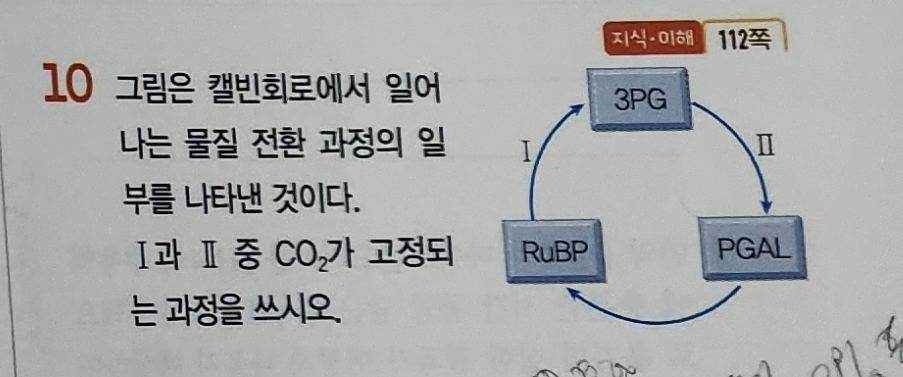 지식·이해 112쪽
10 그림은 캘빈회로에서 일어
나는 물질 전환 과정의 일
부를 나타낸 것이다.
Ⅰ과 Ⅱ 중 CO₂가 고정되
는 과정을 쓰시오.
3PG
Ⅰ
Ⅱ
RuBP
PGAL